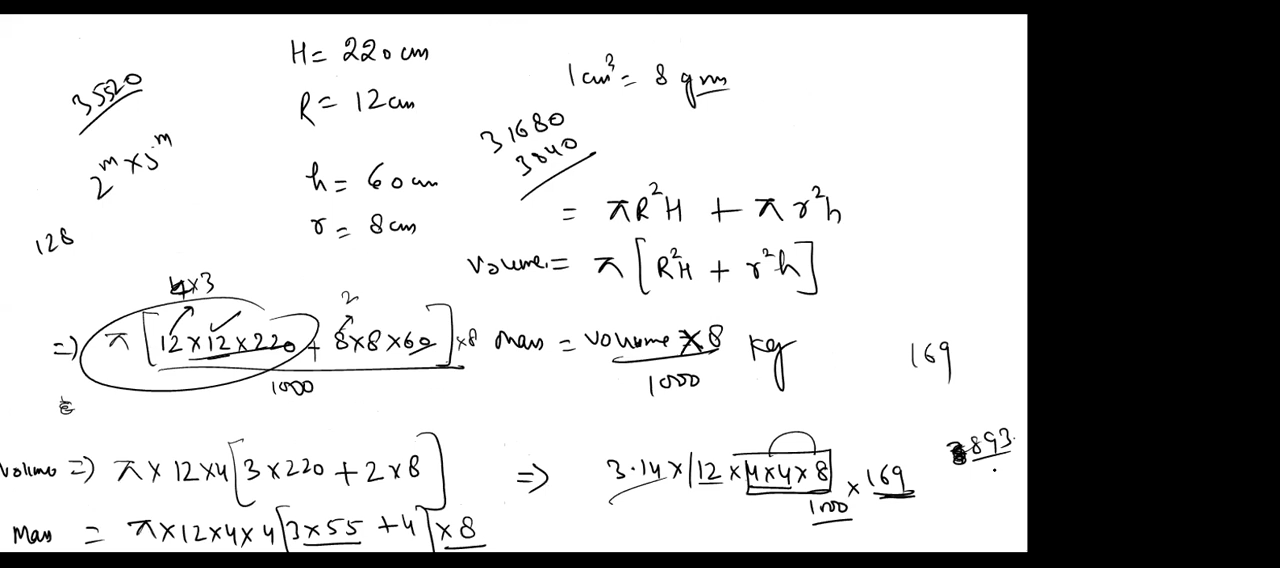 H = 220 cm
1 cm³ = 8 gm
35520
R = 12 cm
31680
3840
2^m × 5^m
h = 60 cm
= πR²H + πr²h
r = 8 cm
128
Volume = π [R²H + r²h]
4×3
2
=) π [12×12×220 + 8×8×60] ×8
1000
Mass = Volume × 8 Kg
1000
169
893.
Volume =) π × 12×4 [3×220 + 2×8]
=> 3.14 × 12 × 4×4×8 × 169
1000
Mass = π×12×4×4 [3×55 + 4] ×8